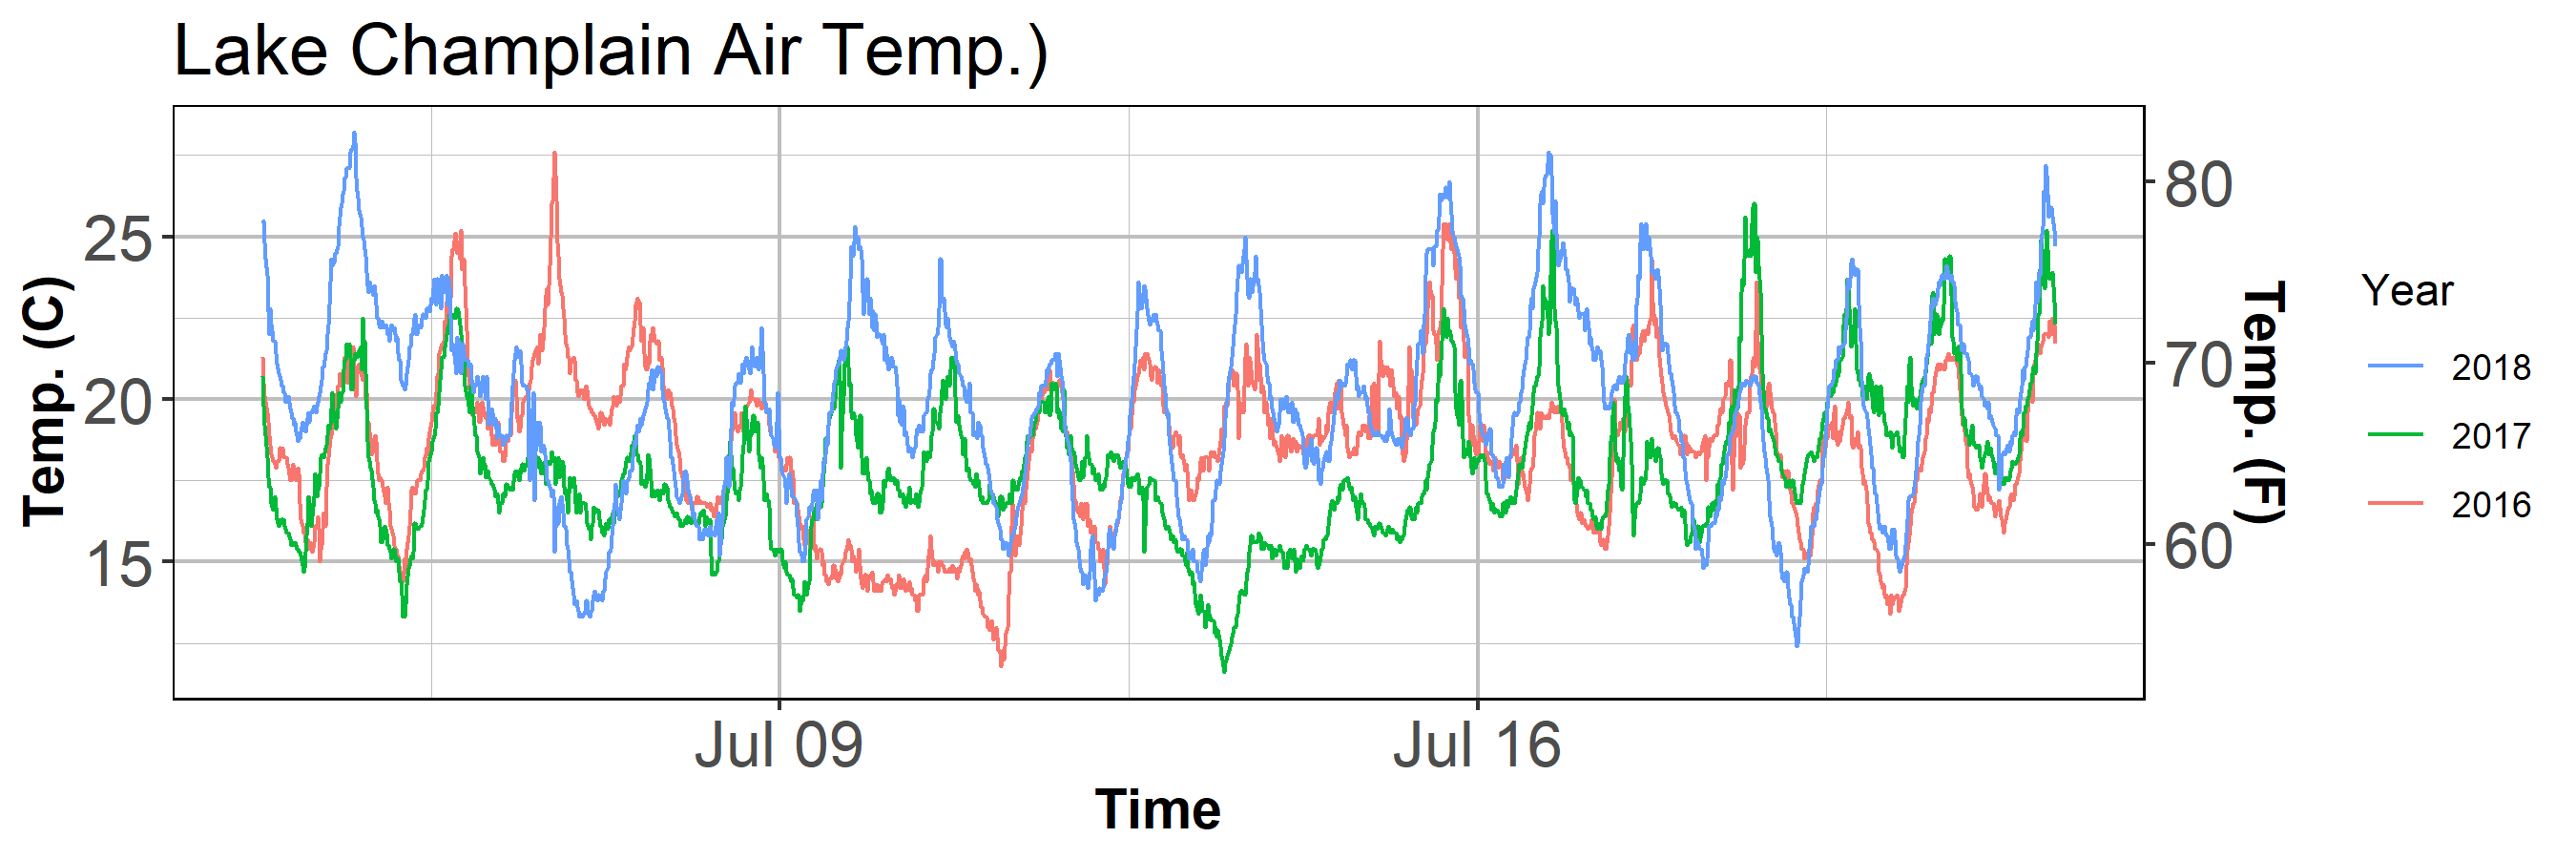 Lake Champlain Air Temp.)
Temp. (C)
25
20
15
80
70
60
Temp. (F)
Jul 09
Jul 16
Time
Year
2018
2017
2016